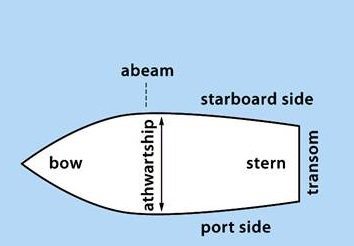 abeam
starboard side
bow
athwartship
stern
transom
port side